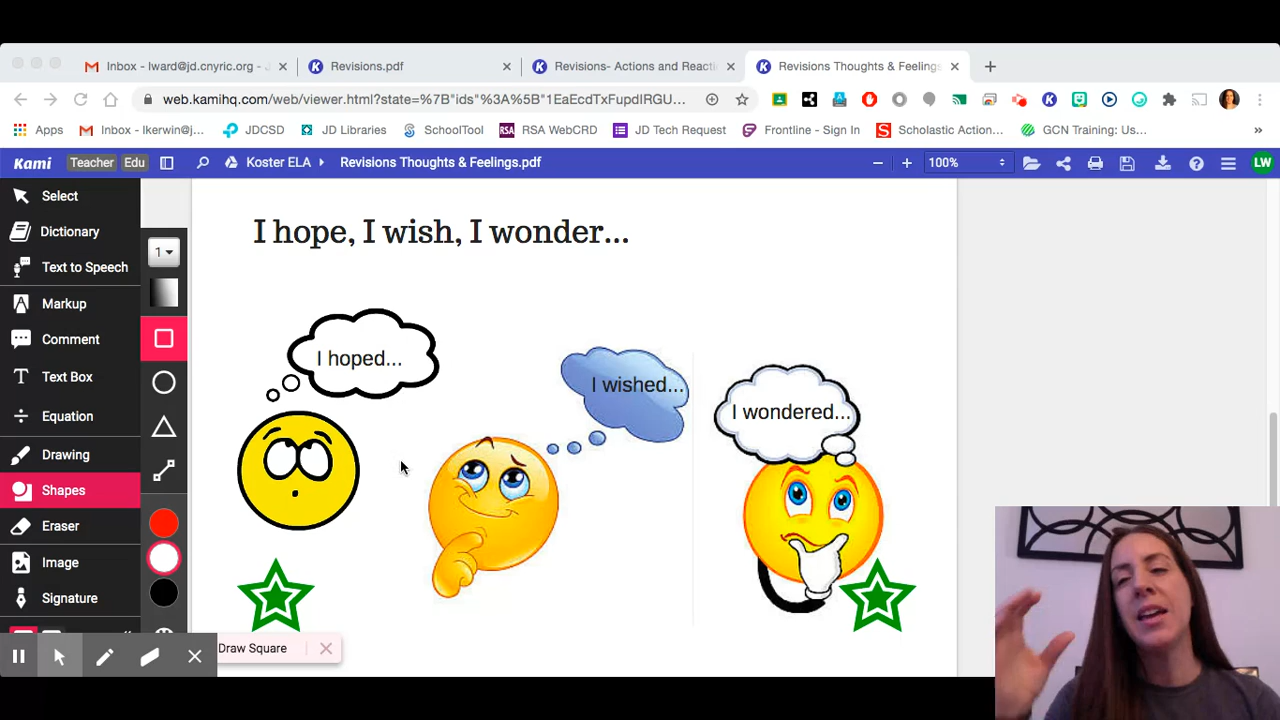 Inbox - lward@jd.cnyric.org - J
Revisions.pdf
Revisions- Actions and Reacti
Revisions Thoughts & Feelings
web.kamihq.com/web/viewer.html?state=%7B"ids"%3A%5B"1EaEcdTxFupdIRGU...
Apps
Inbox - lkerwin@j...
JDCSD
JD Libraries
SchoolTool
RSA WebCRD
JD Tech Request
Frontline - Sign In
Scholastic Action...
GCN Training: Us...
»
Kami
Teacher
Edu
Koster ELA
Revisions Thoughts & Feelings.pdf
100%
LW
Select
Dictionary
Text to Speech
Markup
Comment
Text Box
Equation
Drawing
Shapes
Eraser
Image
Signature
1
I hope, I wish, I wonder...
I hoped...
I wished...
I wondered...
Draw Square